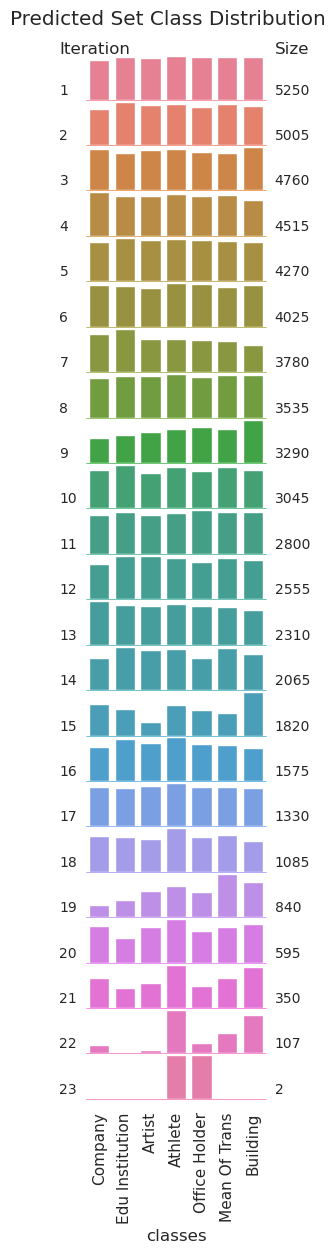 Predicted Set Class Distribution
Iteration Size
1 5250
2 5005
3 4760
4 4515
5 4270
6 4025
7 3780
8 3535
9 3290
10 3045
11 2800
12 2555
13 2310
14 2065
15 1820
16 1575
17 1330
18 1085
19 840
20 595
21 350
22 107
23 2
Company
Edu Institution
Artist
Athlete
Office Holder
Mean Of Trans
Building
classes